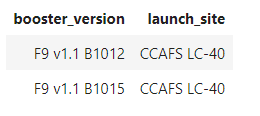 booster_version launch_site
F9 v1.1 B1012 CCAFS LC-40
F9 v1.1 B1015 CCAFS LC-40